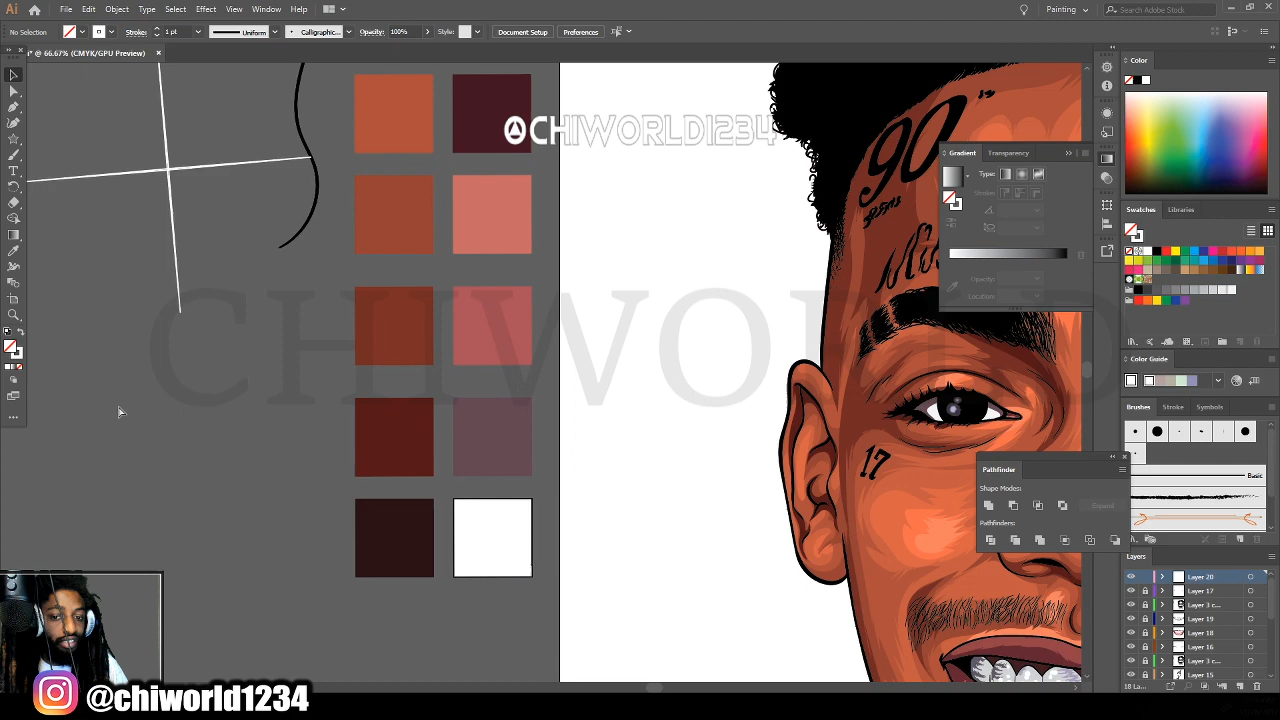 Ai File Edit Object Type Select Effect View Window Help Painting Search Adobe Stock
No Selection Stroke: 1 pt Uniform Calligraphic... Opacity: 100% Style: Document Setup Preferences
* @ 66.67% (CMYK/GPU Preview) ×
Color
@CHIWORLD1234
90's
Gradient Transparency
Type:
Stroke:
Opacity:
Location:
Swatches Libraries
CHIWORLD
Color Guide
Brushes Stroke Symbols
Basic
17
Pathfinder
Shape Modes:
Expand
Pathfinders:
Layers
Layer 20
Layer 17
Layer 3 c...
Layer 19
Layer 18
Layer 16
Layer 3 c...
Layer 15
18 La...
@chiworld1234